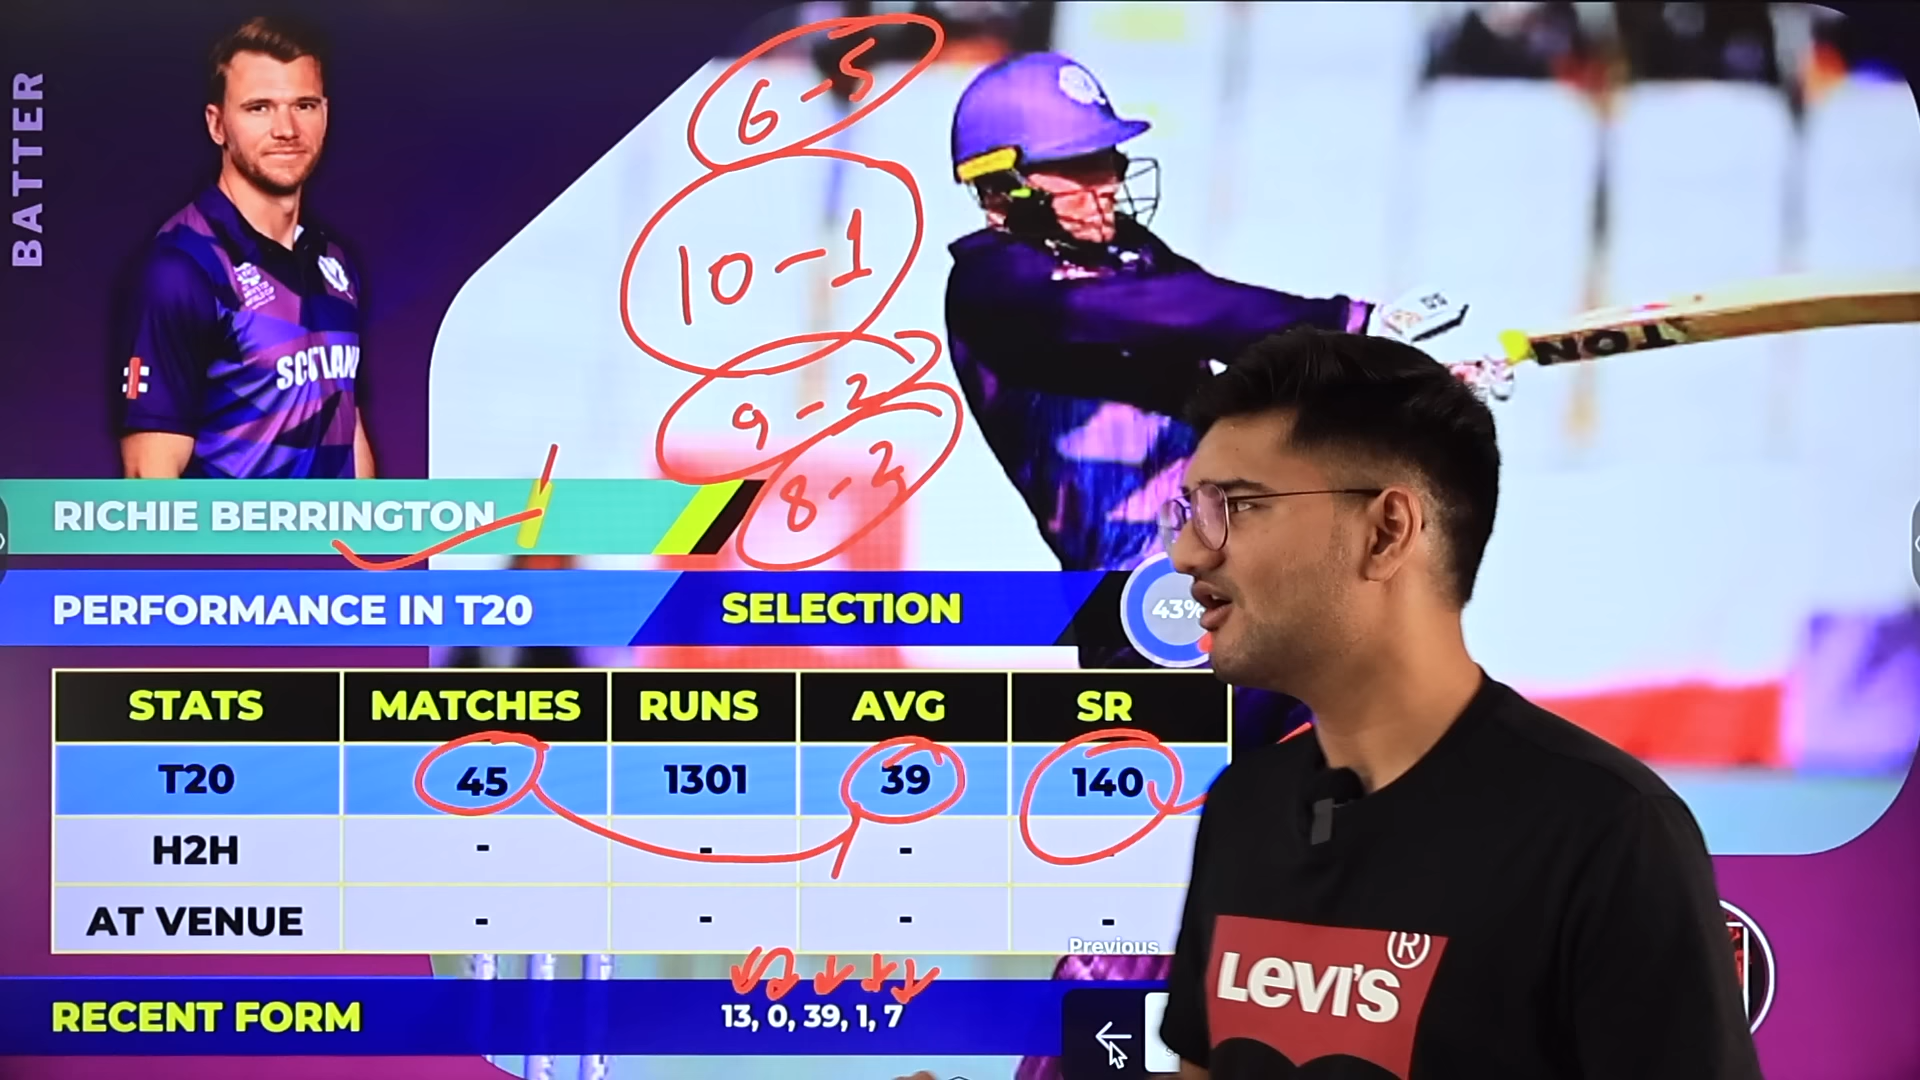 BATTER
6-5
10-1
9-2
8-3
SCOTLAN
TON
RICHIE BERRINGTON
PERFORMANCE IN T20
SELECTION
43%
STATS MATCHES RUNS AVG SR
T20 45 1301 39 140
H2H - - - -
AT VENUE - - - -
Previous
RECENT FORM
13, 0, 39, 1, 7
LEVI'S
®